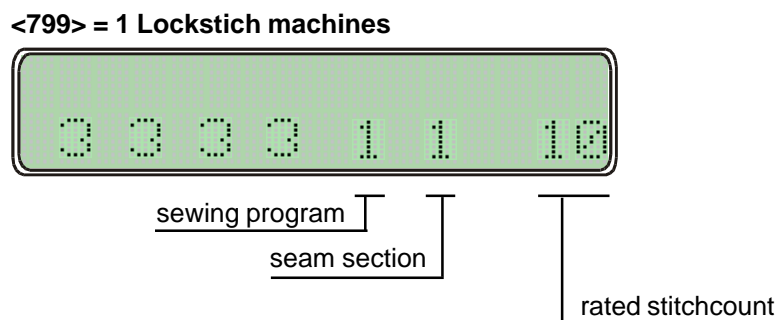 <799> = 1 Lockstich machines
3 3 3 3 1 1 10
sewing program
seam section
rated stitchcount